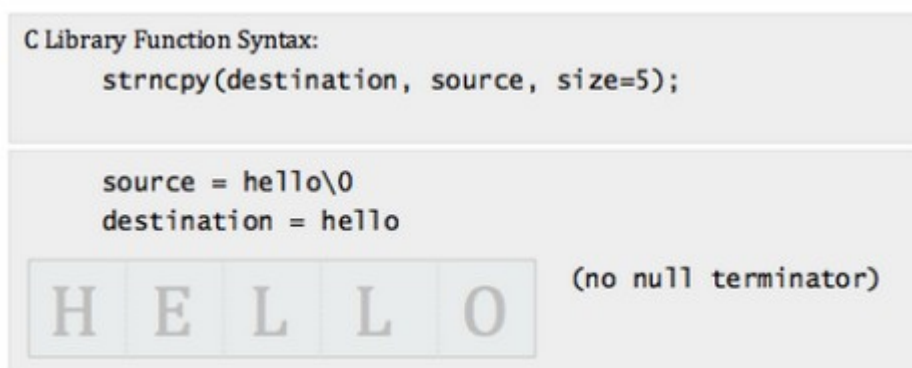 C Library Function Syntax:
strncpy(destination, source, size=5);
source = hello\0
destination = hello
(no null terminator)
H E L L O